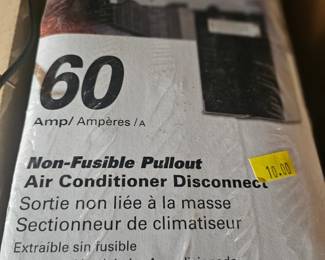 60
Amp/ Ampères /A
Non-Fusible Pullout
Air Conditioner Disconnect
10.00
Sortie non liée à la masse
Sectionneur de climatiseur
Extraíble sin fusible